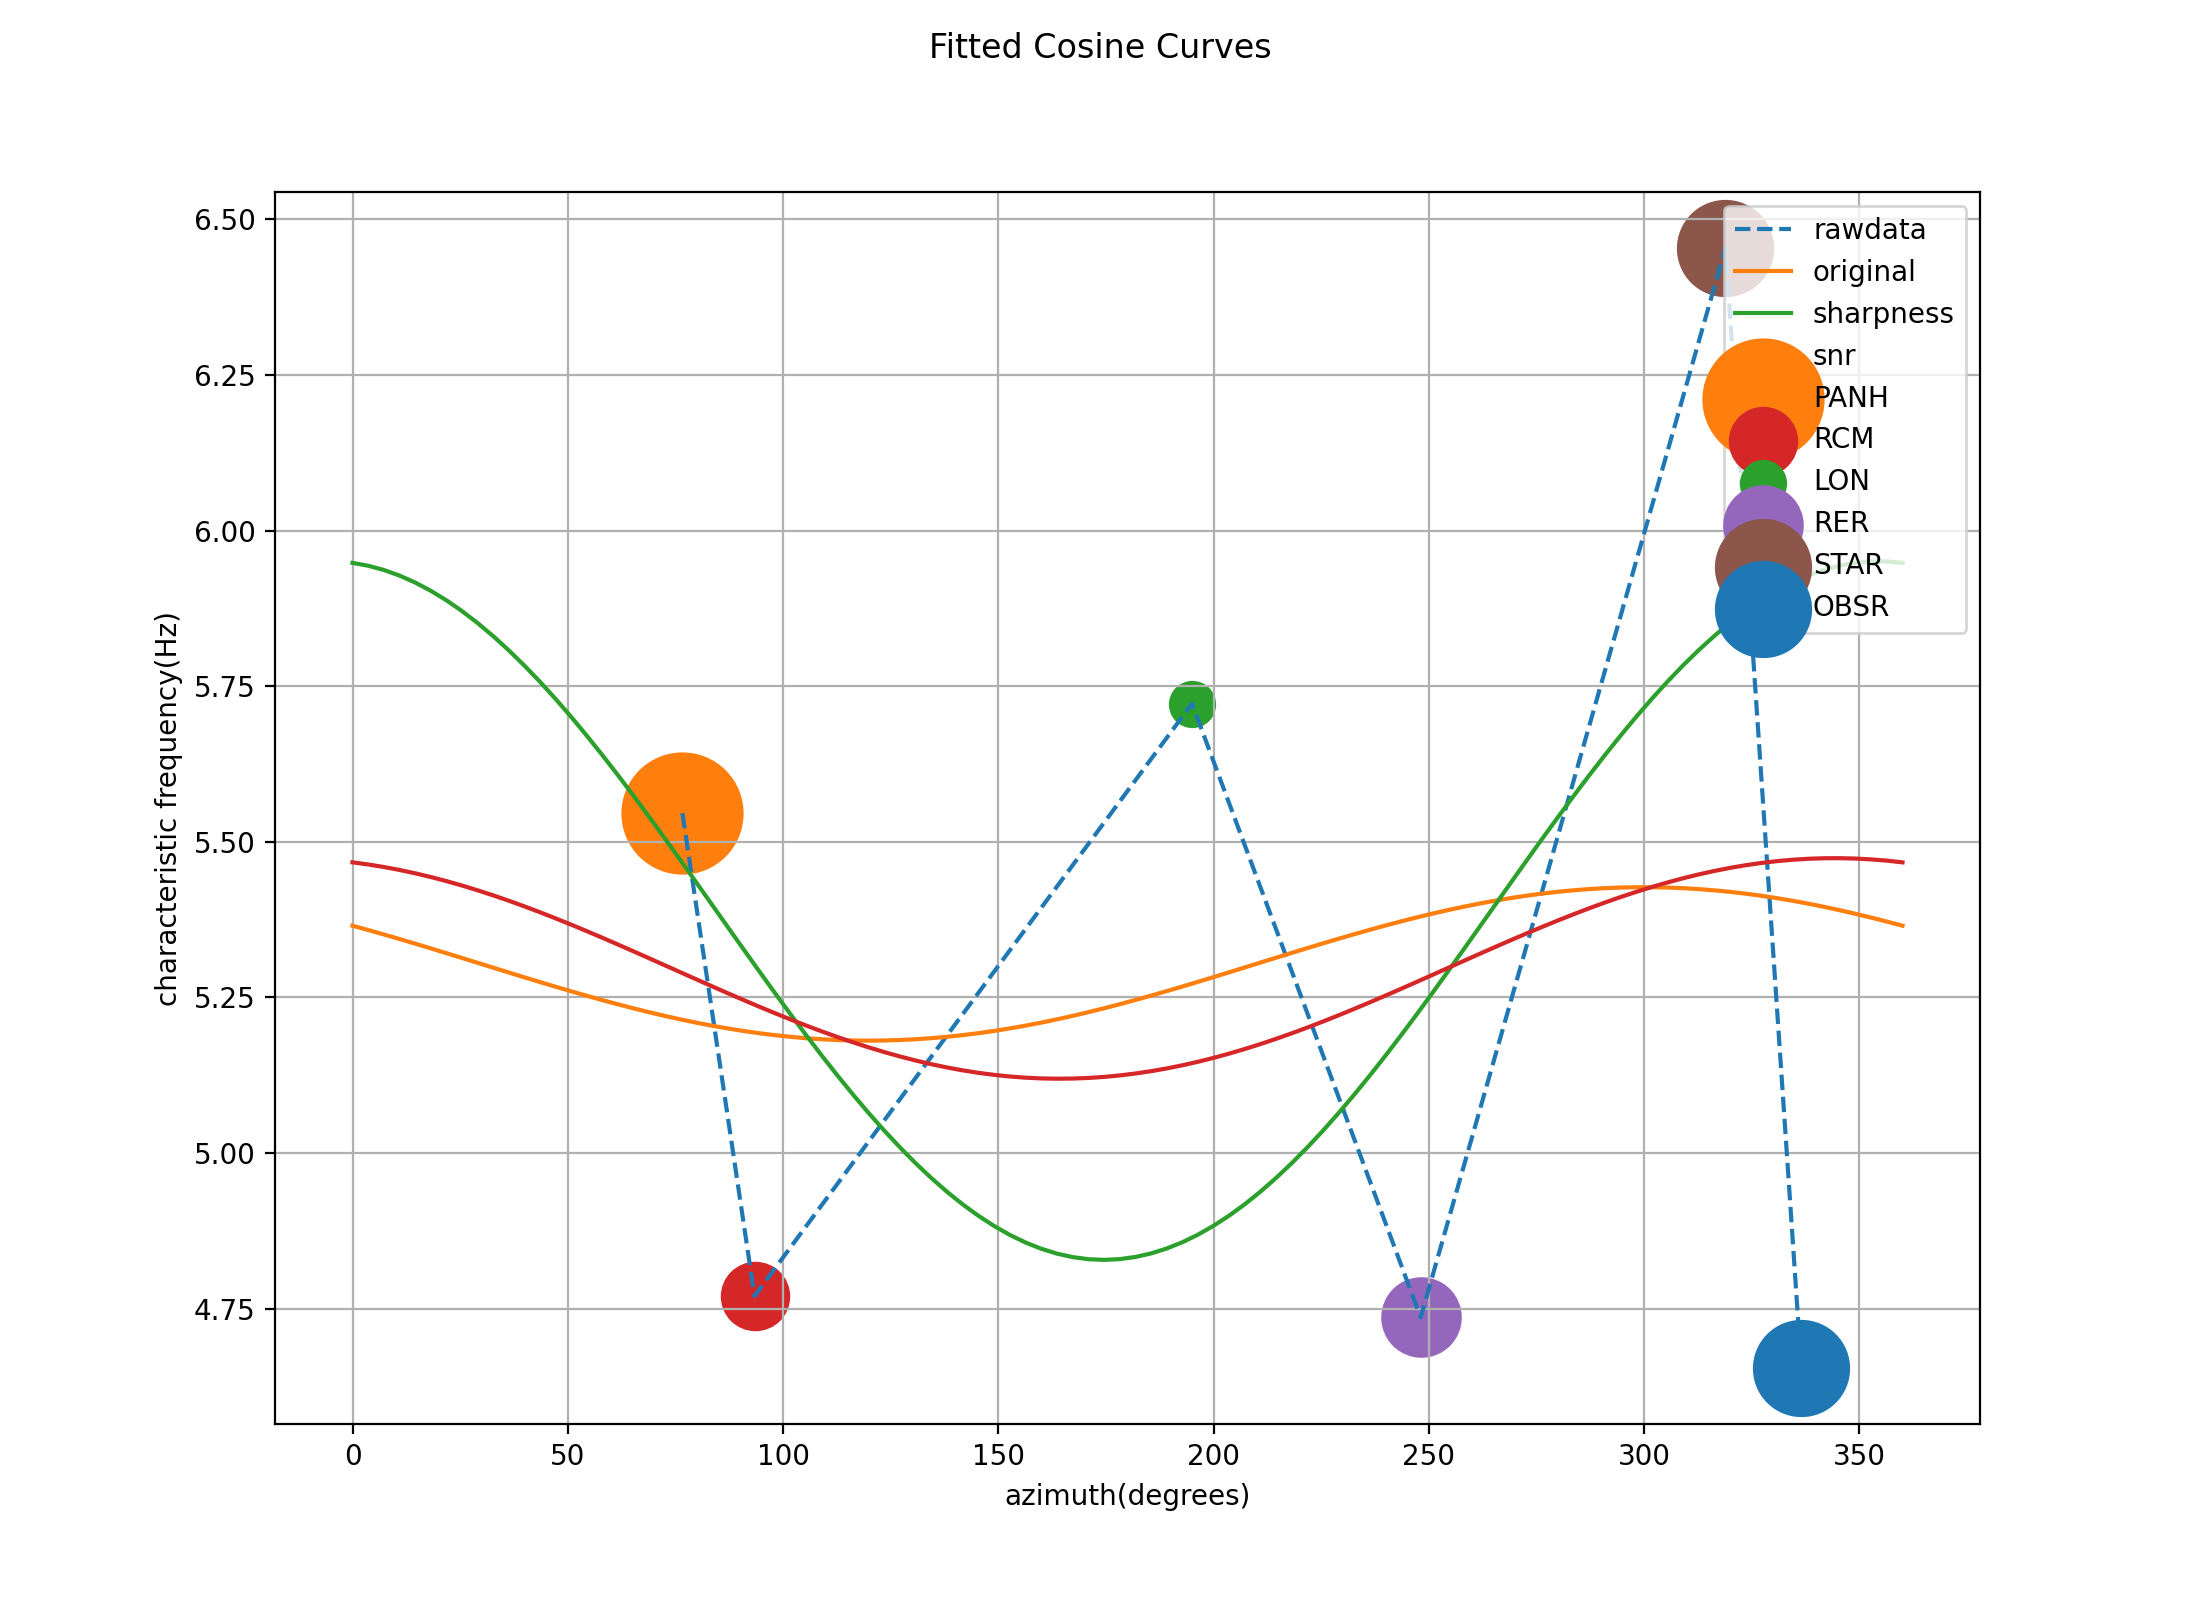 Fitted Cosine Curves
6.50
6.25
6.00
5.75
5.50
5.25
5.00
4.75
characteristic frequency(Hz)
rawdata
original
sharpness
snr
PANH
RCM
LON
RER
STAR
OBSR
0 50 100 150 200 250 300 350
azimuth(degrees)